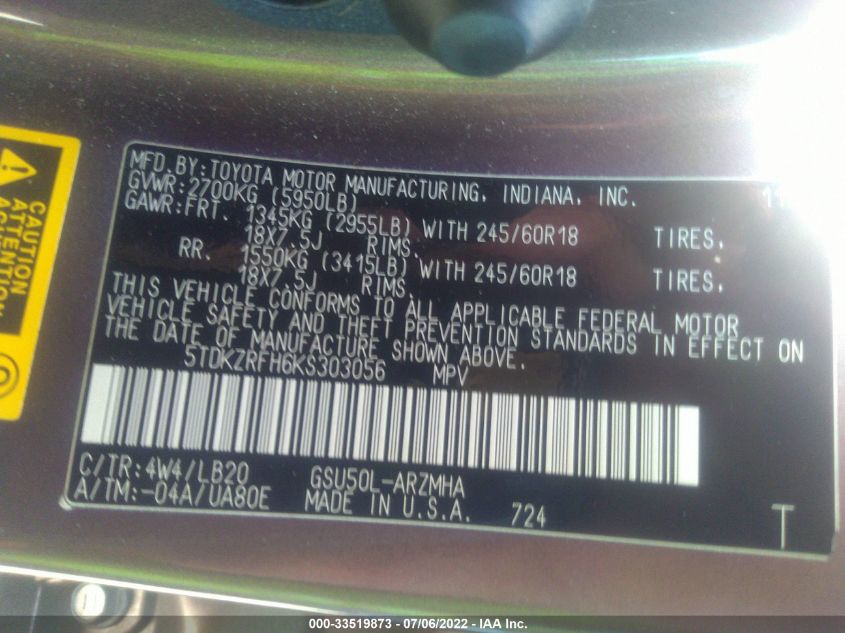 MFD. BY: TOYOTA MOTOR MANUFACTURING, INDIANA, INC. 11
GVWR: 2700KG (5950LB)
GAWR: FRT. 1345KG (2955LB) WITH 245/60R18 TIRES,
18X7.5J RIMS,
RR. 1550KG (3415LB) WITH 245/60R18 TIRES,
18X7.5J RIMS,
THIS VEHICLE CONFORMS TO ALL APPLICABLE FEDERAL MOTOR
VEHICLE SAFETY AND THEFT PREVENTION STANDARDS IN EFFECT ON
THE DATE OF MANUFACTURE SHOWN ABOVE.
5TDKZRFH6KS303056 MPV
C/TR: 4W4/LB20 GSU50L-ARZMHA
A/TM: -04A/UA80E MADE IN U.S.A. 724 T
CAUTION
ATTENTION
000-33519873 - 07/06/2022 - IAA Inc.